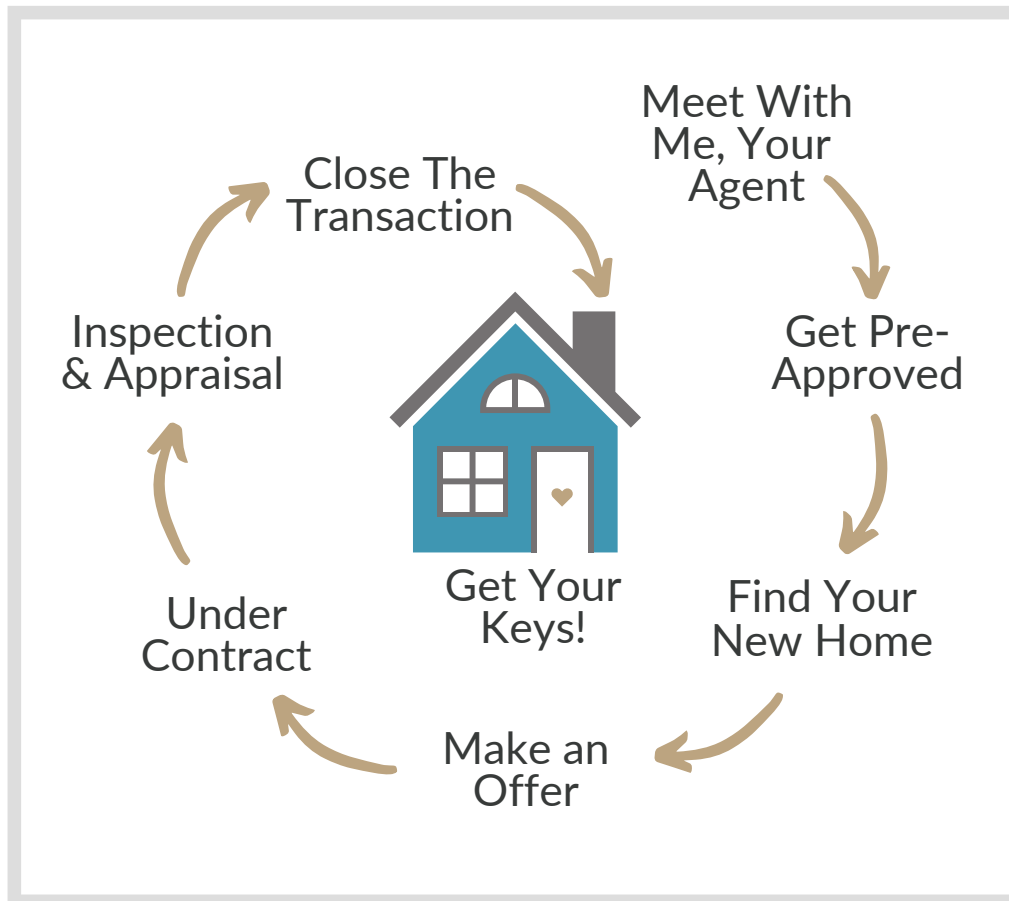 Meet With
Me, Your
Agent
Get Pre-
Approved
Find Your
New Home
Make an
Offer
Under
Contract
Inspection
& Appraisal
Close The
Transaction
Get Your
Keys!